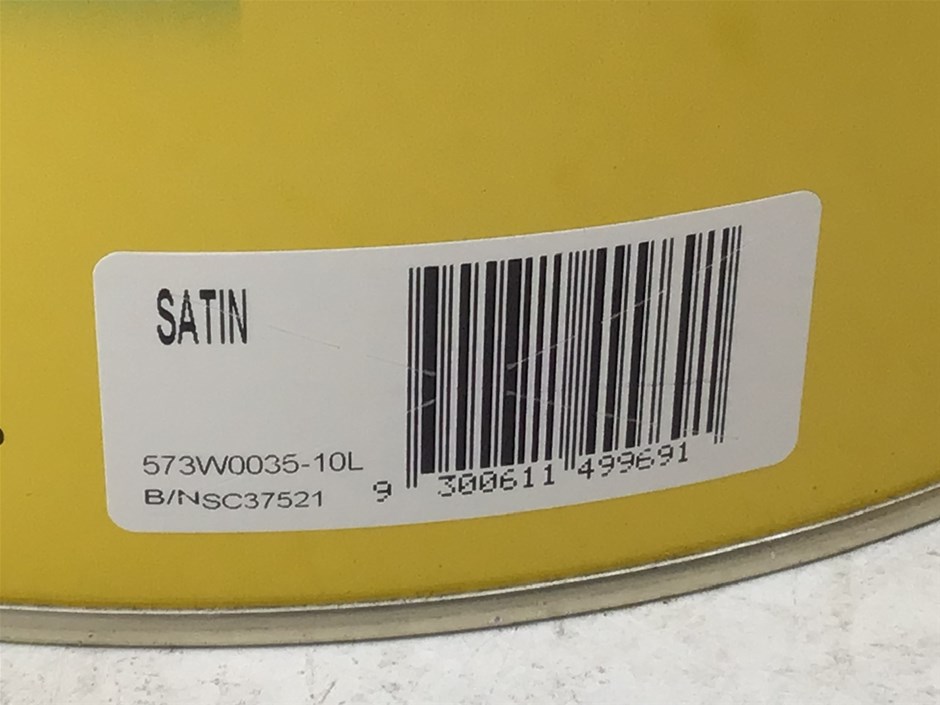 SATIN
573W0035-10L
B/NSC37521
9 300611 499691